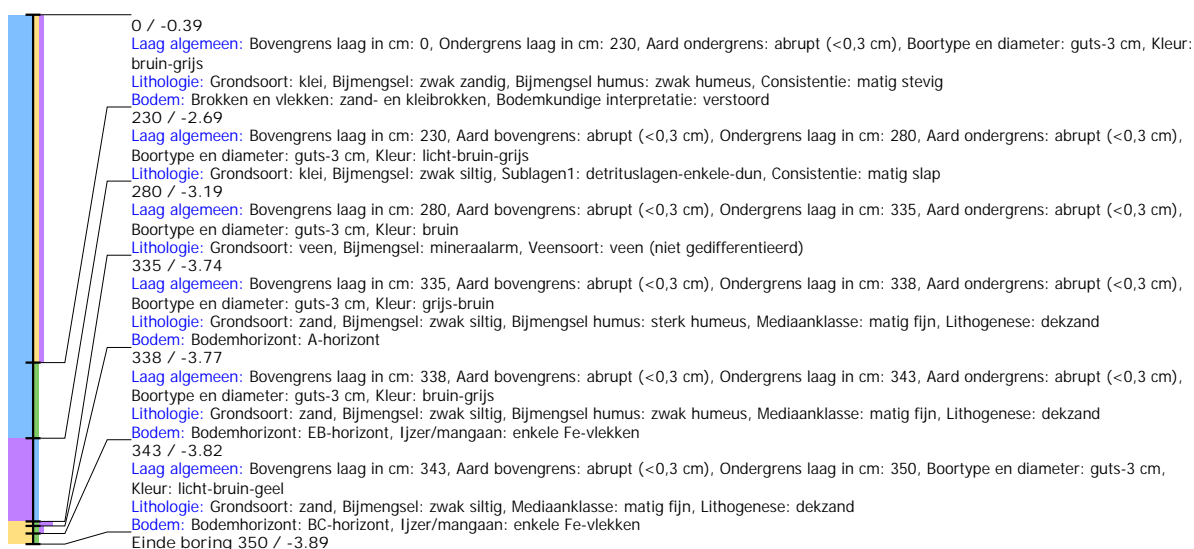 0 / -0.39
Laag algemeen: Bovengrens laag in cm: 0, Ondergrens laag in cm: 230, Aard ondergrens: abrupt (<0,3 cm), Boortype en diameter: guts-3 cm, Kleur:
bruin-grijs
Lithologie: Grondsoort: klei, Bijmengsel: zwak zandig, Bijmengsel humus: zwak humeus, Consistentie: matig stevig
Bodem: Brokken en vlekken: zand- en kleibrokken, Bodemkundige interpretatie: verstoord
230 / -2.69
Laag algemeen: Bovengrens laag in cm: 230, Aard bovengrens: abrupt (<0,3 cm), Ondergrens laag in cm: 280, Aard ondergrens: abrupt (<0,3 cm),
Boortype en diameter: guts-3 cm, Kleur: licht-bruin-grijs
Lithologie: Grondsoort: klei, Bijmengsel: zwak siltig, Sublagen1: detrituslagen-enkele-dun, Consistentie: matig slap
280 / -3.19
Laag algemeen: Bovengrens laag in cm: 280, Aard bovengrens: abrupt (<0,3 cm), Ondergrens laag in cm: 335, Aard ondergrens: abrupt (<0,3 cm),
Boortype en diameter: guts-3 cm, Kleur: bruin
Lithologie: Grondsoort: veen, Bijmengsel: mineraalarm, Veensoort: veen (niet gedifferentieerd)
335 / -3.74
Laag algemeen: Bovengrens laag in cm: 335, Aard bovengrens: abrupt (<0,3 cm), Ondergrens laag in cm: 338, Aard ondergrens: abrupt (<0,3 cm),
Boortype en diameter: guts-3 cm, Kleur: grijs-bruin
Lithologie: Grondsoort: zand, Bijmengsel: zwak siltig, Bijmengsel humus: sterk humeus, Mediaanklasse: matig fijn, Lithogenese: dekzand
Bodem: Bodemhorizont: A-horizont
338 / -3.77
Laag algemeen: Bovengrens laag in cm: 338, Aard bovengrens: abrupt (<0,3 cm), Ondergrens laag in cm: 343, Aard ondergrens: abrupt (<0,3 cm),
Boortype en diameter: guts-3 cm, Kleur: bruin-grijs
Lithologie: Grondsoort: zand, Bijmengsel: zwak siltig, Bijmengsel humus: zwak humeus, Mediaanklasse: matig fijn, Lithogenese: dekzand
Bodem: Bodemhorizont: EB-horizont, Ijzer/mangaan: enkele Fe-vlekken
343 / -3.82
Laag algemeen: Bovengrens laag in cm: 343, Aard bovengrens: abrupt (<0,3 cm), Ondergrens laag in cm: 350, Boortype en diameter: guts-3 cm,
Kleur: licht-bruin-geel
Lithologie: Grondsoort: zand, Bijmengsel: zwak siltig, Mediaanklasse: matig fijn, Lithogenese: dekzand
Bodem: Bodemhorizont: BC-horizont, Ijzer/mangaan: enkele Fe-vlekken
Einde boring 350 / -3.89